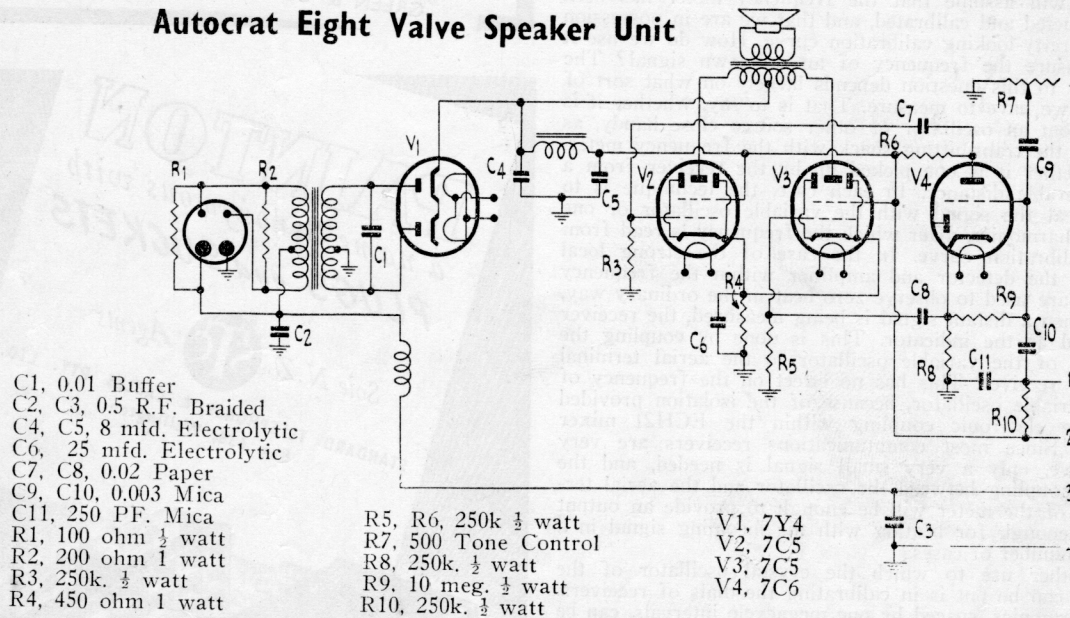 Autocrat Eight Valve Speaker Unit
R1
R2
V1
C1
C2
C4
C5
R3
V2
R4
C6
R5
V3
C7
R6
V4
R7
C9
C8
R9
R8
C11
C10
R10
C3
C1, 0.01 Buffer
C2, C3, 0.5 R.F. Braided
C4, C5, 8 mfd. Electrolytic
C6, 25 mfd. Electrolytic
C7, C8, 0.02 Paper
C9, C10, 0.003 Mica
C11, 250 PF. Mica
R1, 100 ohm ½ watt
R2, 200 ohm 1 watt
R3, 250k. ½ watt
R4, 450 ohm 1 watt
R5, R6, 250k ½ watt
R7, 500 Tone Control
R8, 250k. ½ watt
R9, 10 meg. ½ watt
R10, 250k. ½ watt
V1, 7Y4
V2, 7C5
V3, 7C5
V4, 7C6